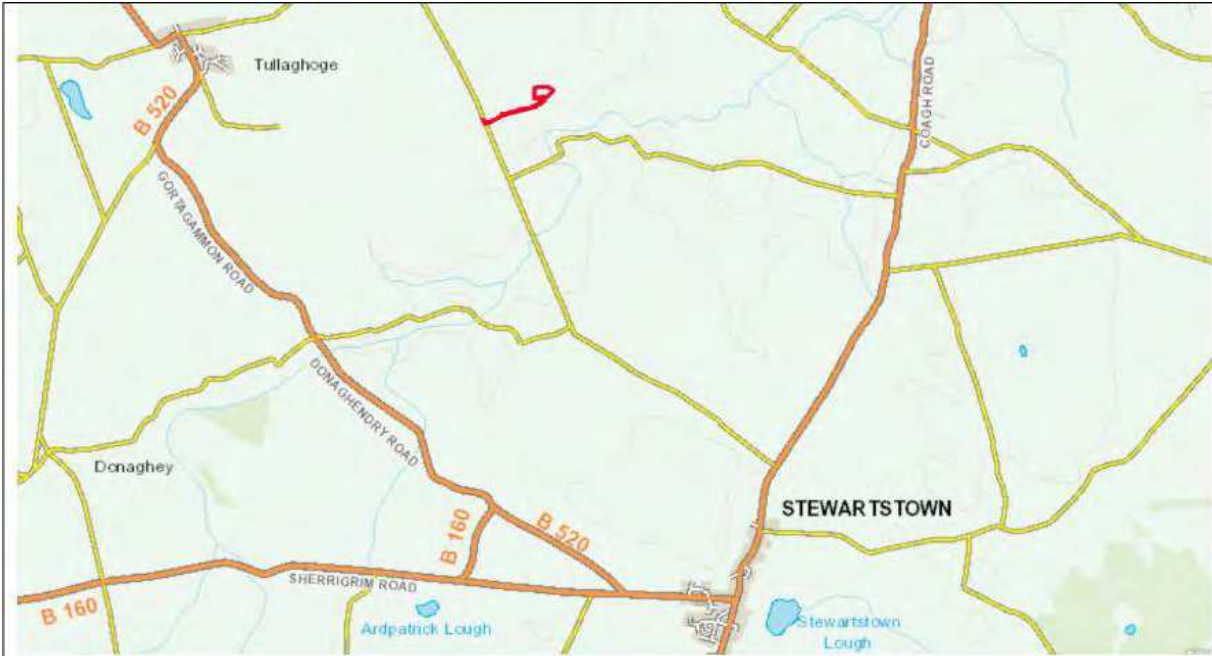 Tullaghoge
B 520
COAGH ROAD
GORTAGAMMON ROAD
DONAGHENDRY ROAD
Donaghey
STEWARTSTOWN
B 160
B 520
SHERRIGRIM ROAD
B 160
Ardpatrick Lough
Stewartstown
Lough